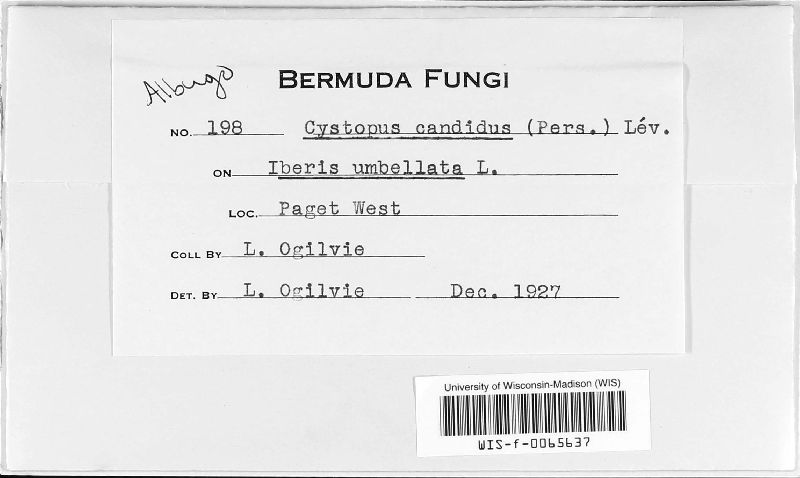 Albugo
BERMUDA FUNGI
NO. 198 Cystopus candidus (Pers.) Lév.
ON Iberis umbellata L.
LOC. Paget West
COLL BY L. Ogilvie
DET. BY L. Ogilvie Dec. 1927
University of Wisconsin-Madison (WIS)
WIS-f-0065637